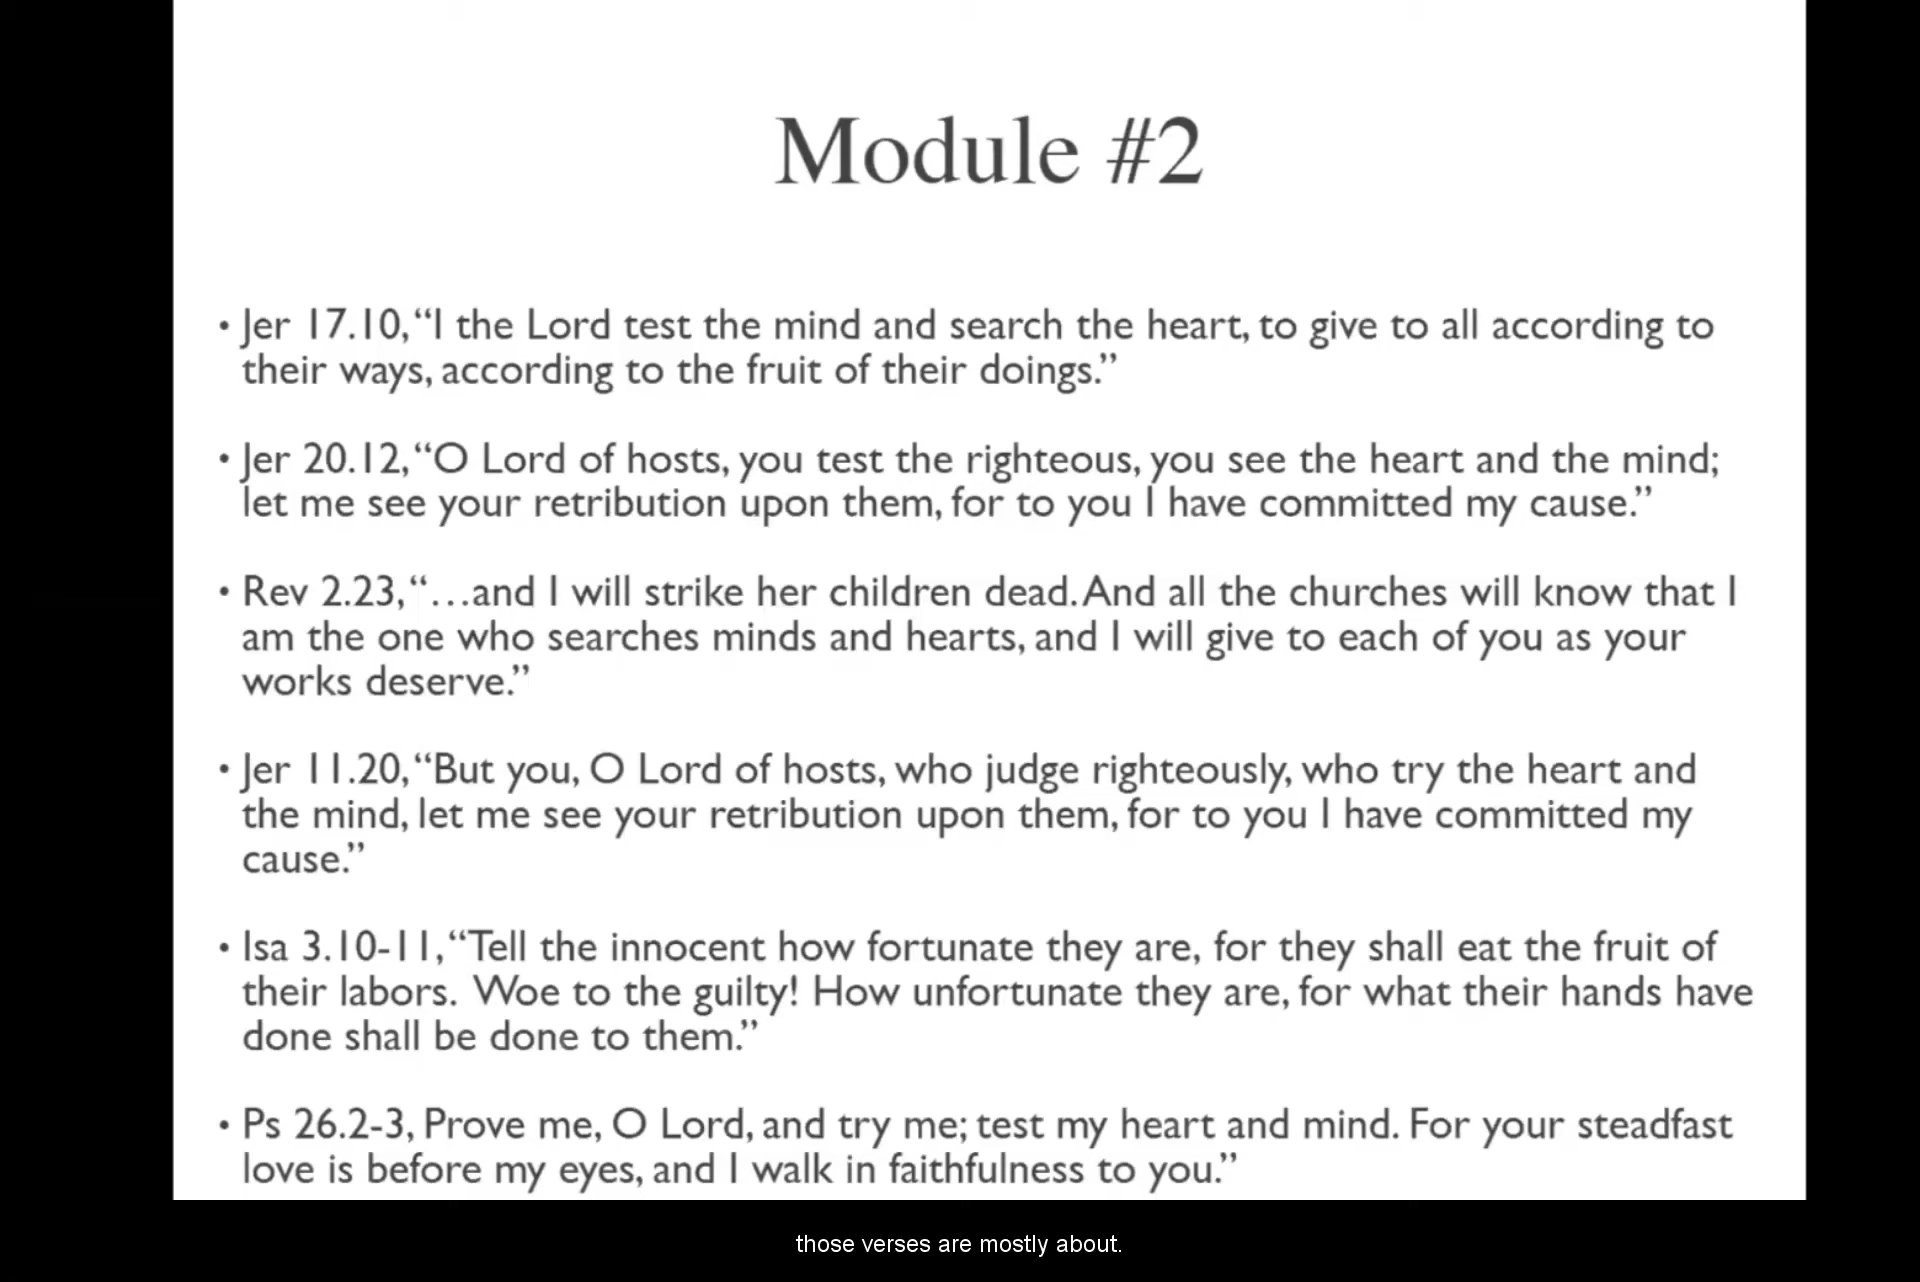 Module #2
• Jer 17.10, “I the Lord test the mind and search the heart, to give to all according to
their ways, according to the fruit of their doings.”
• Jer 20.12, “O Lord of hosts, you test the righteous, you see the heart and the mind;
let me see your retribution upon them, for to you I have committed my cause.”
• Rev 2.23, “…and I will strike her children dead. And all the churches will know that I
am the one who searches minds and hearts, and I will give to each of you as your
works deserve.”
• Jer 11.20, “But you, O Lord of hosts, who judge righteously, who try the heart and
the mind, let me see your retribution upon them, for to you I have committed my
cause.”
• Isa 3.10-11, “Tell the innocent how fortunate they are, for they shall eat the fruit of
their labors. Woe to the guilty! How unfortunate they are, for what their hands have
done shall be done to them.”
• Ps 26.2-3, Prove me, O Lord, and try me; test my heart and mind. For your steadfast
love is before my eyes, and I walk in faithfulness to you.”
those verses are mostly about.